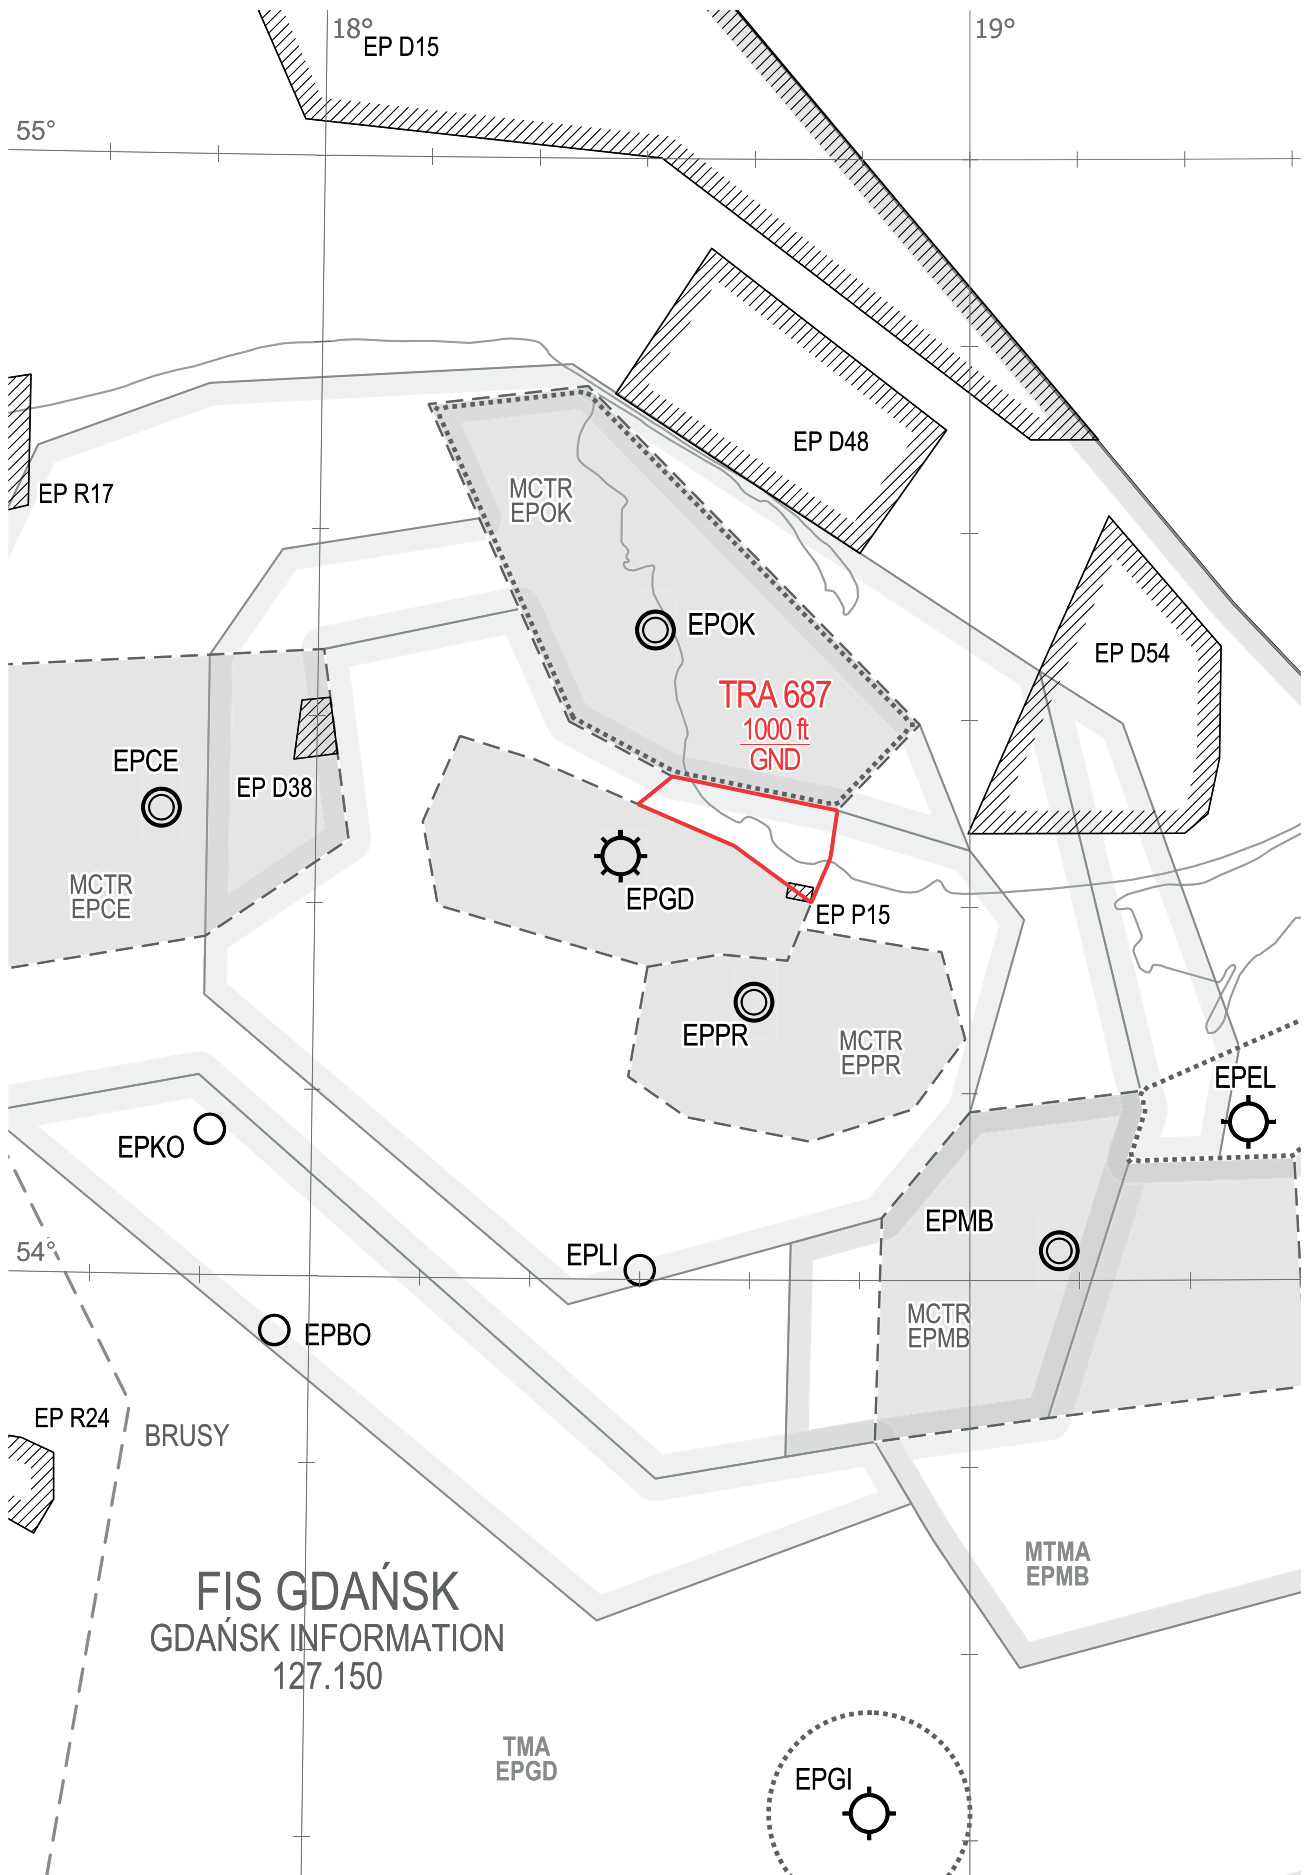 18°
19°
EP D15
55°
EP D48
EP R17
MCTR
EPOK
EPOK
EP D54
TRA 687
1000 ft
GND
EPCE
EP D38
MCTR
EPCE
EPGD
EP P15
EPPR
MCTR
EPPR
EPEL
EPKO
EPMB
54°
EPLI
EPBO
MCTR
EPMB
EP R24
BRUSY
MTMA
EPMB
FIS GDAŃSK
GDAŃSK INFORMATION
127.150
TMA
EPGD
EPGI